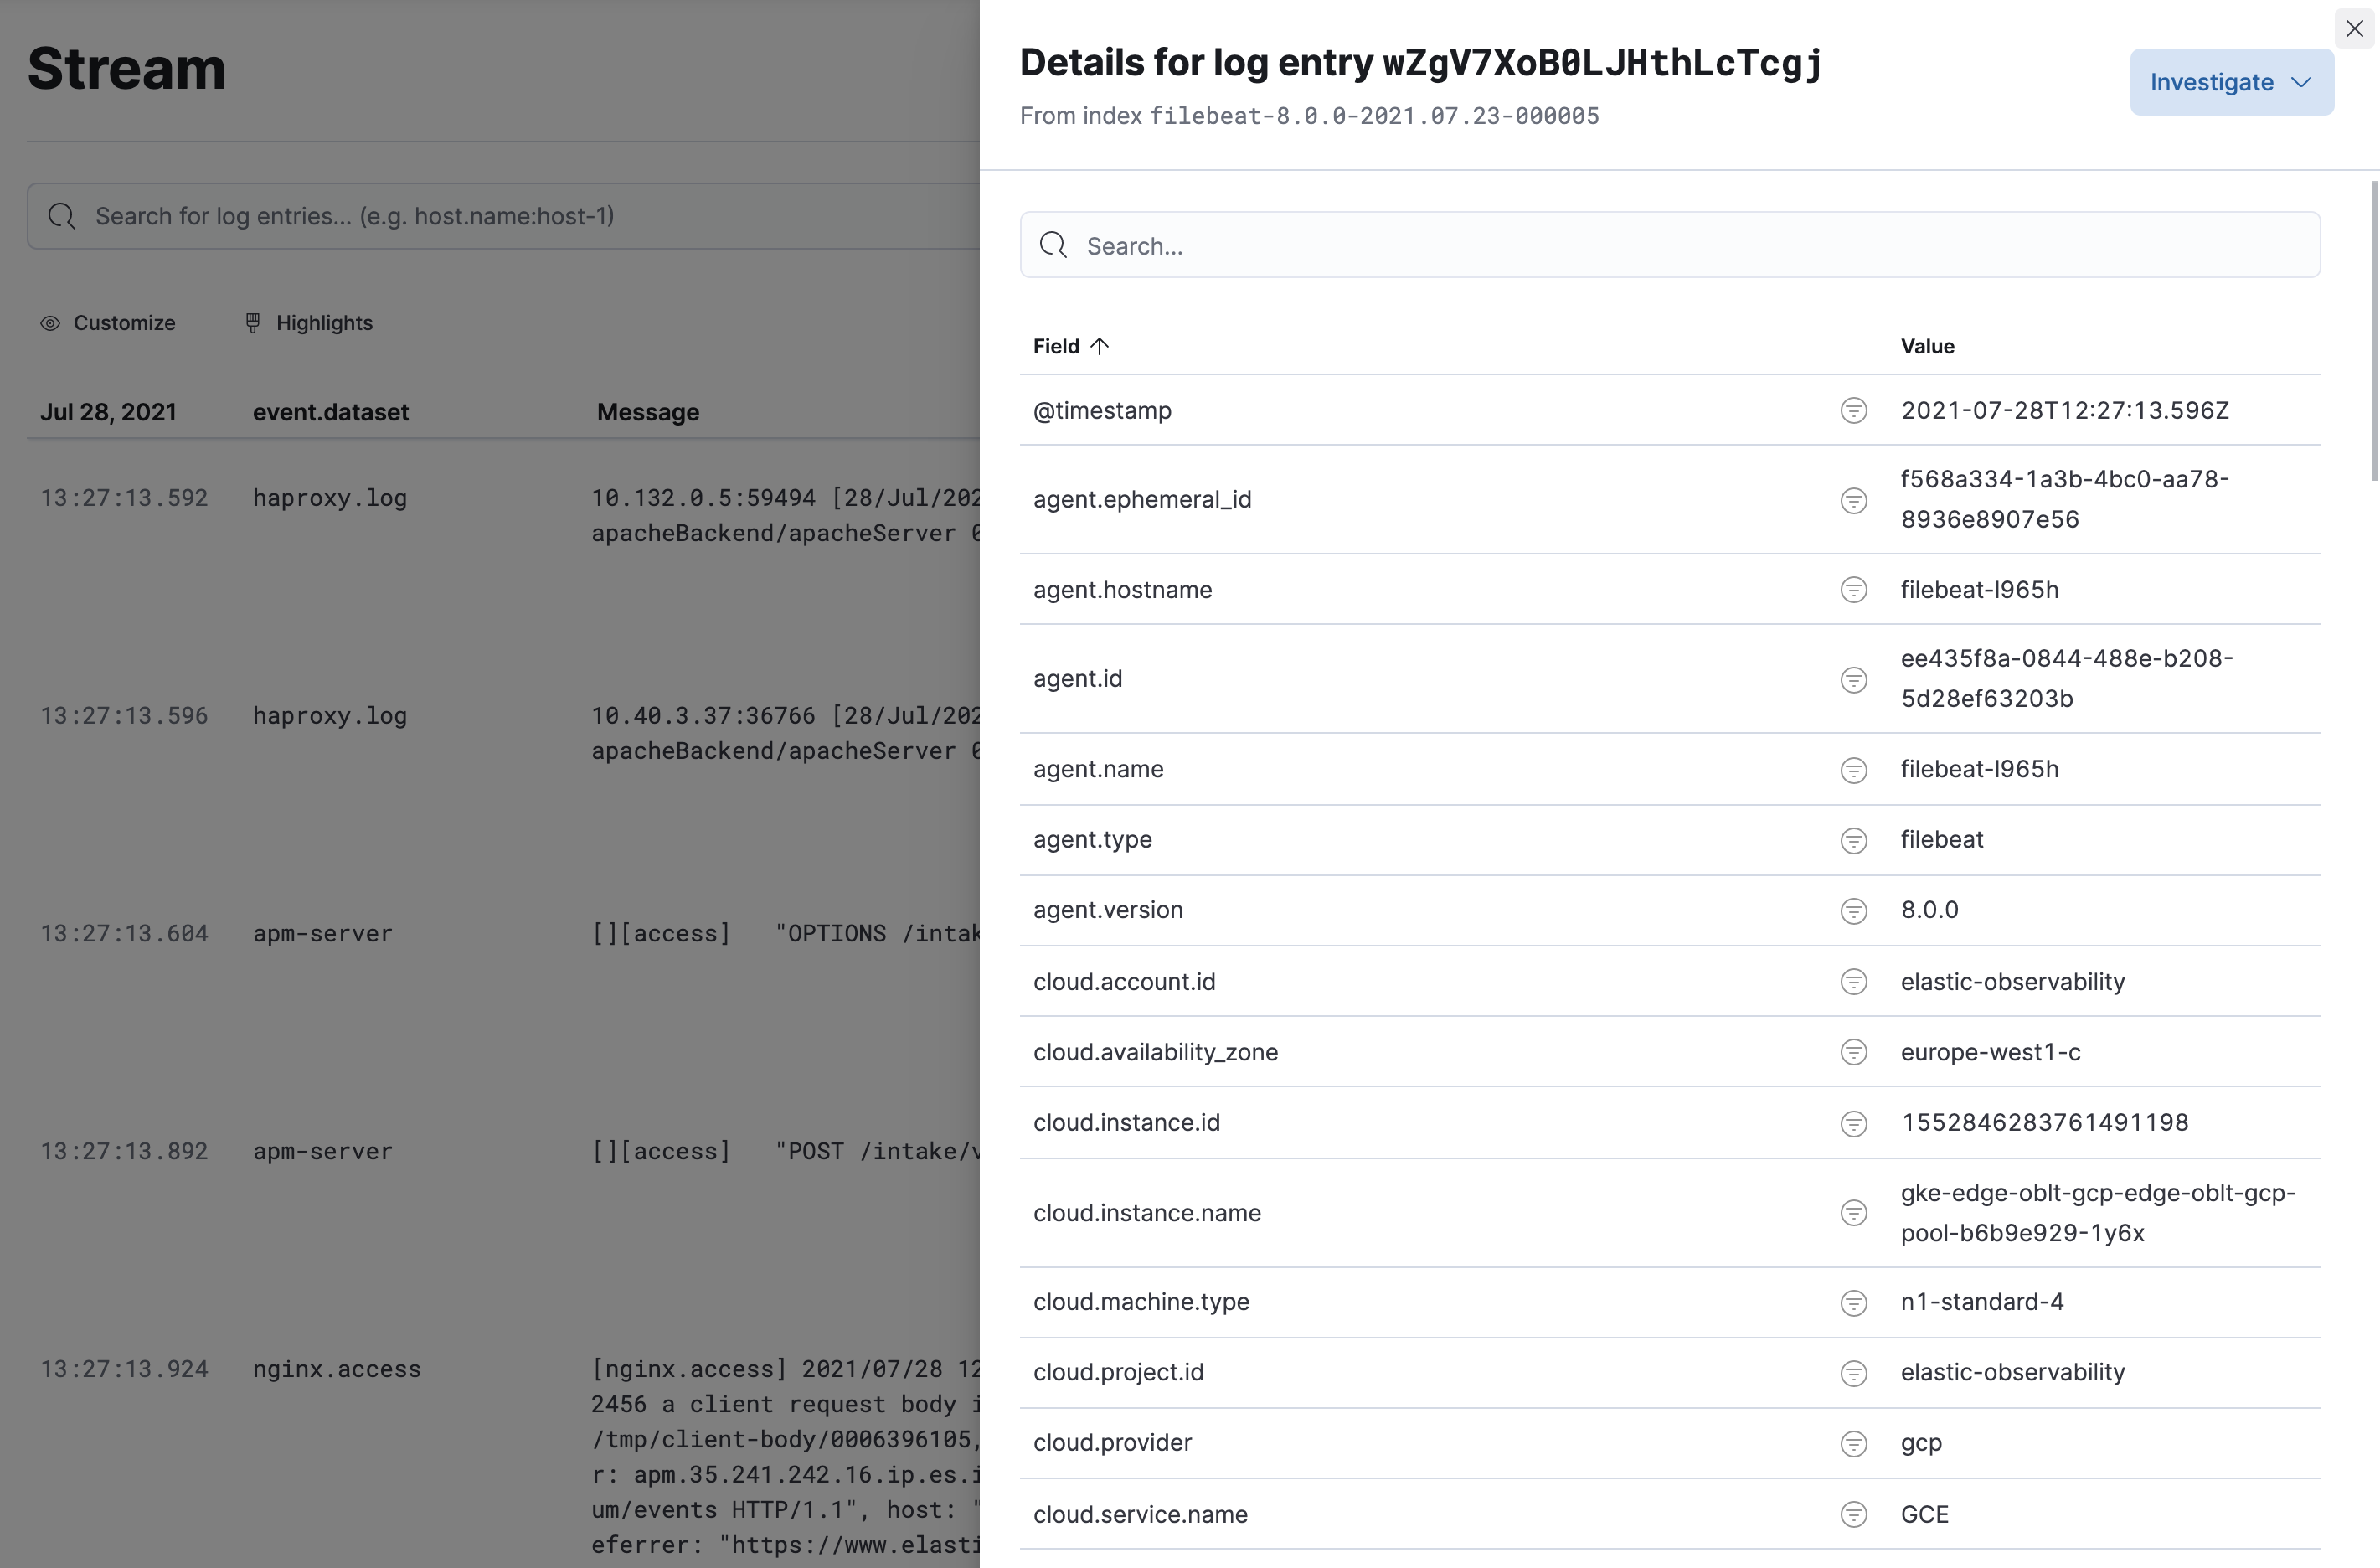 Stream
Search for log entries... (e.g. host.name:host-1)
Customize Highlights
Jul 28, 2021 event.dataset Message
13:27:13.592 haproxy.log 10.132.0.5:59494 [28/Jul/202
apacheBackend/apacheServer
13:27:13.596 haproxy.log 10.40.3.37:36766 [28/Jul/202
apacheBackend/apacheServer
13:27:13.604 apm-server [][access] "OPTIONS /intak
13:27:13.892 apm-server [][access] "POST /intake/v
13:27:13.924 nginx.access [nginx.access] 2021/07/28 12
2456 a client request body i
/tmp/client-body/0006396105,
r: apm.35.241.242.16.ip.es.i
um/events HTTP/1.1", host: "
eferrer: "https://www.elasti
Details for log entry wZgV7XoB0LJHthLcTcgj
From index filebeat-8.0.0-2021.07.23-000005
Investigate
Search...
Field Value
@timestamp 2021-07-28T12:27:13.596Z
agent.ephemeral_id f568a334-1a3b-4bc0-aa78-
8936e8907e56
agent.hostname filebeat-l965h
agent.id ee435f8a-0844-488e-b208-
5d28ef63203b
agent.name filebeat-l965h
agent.type filebeat
agent.version 8.0.0
cloud.account.id elastic-observability
cloud.availability_zone europe-west1-c
cloud.instance.id 1552846283761491198
cloud.instance.name gke-edge-oblt-gcp-edge-oblt-gcp-
pool-b6b9e929-1y6x
cloud.machine.type n1-standard-4
cloud.project.id elastic-observability
cloud.provider gcp
cloud.service.name GCE